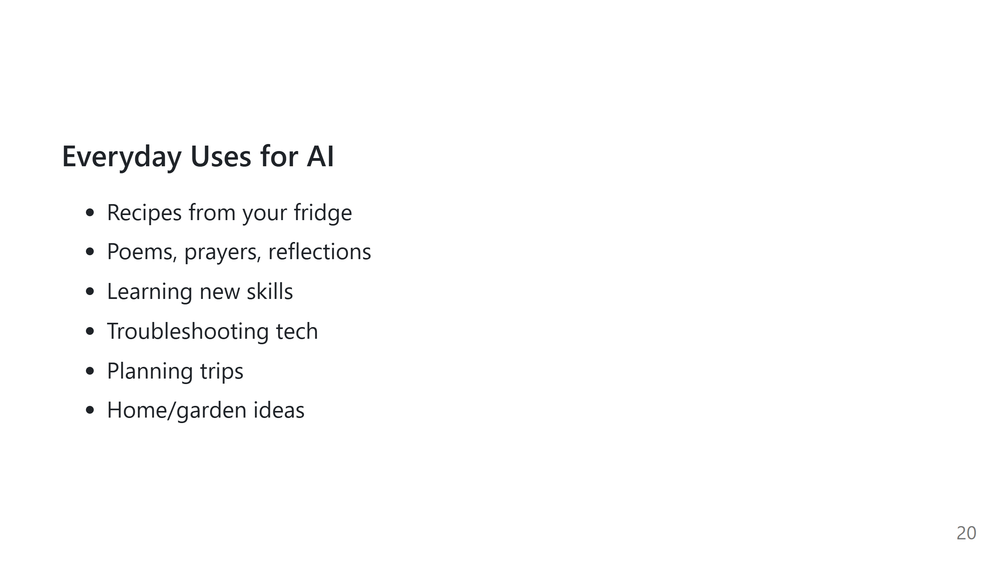 Everyday Uses for AI
• Recipes from your fridge
• Poems, prayers, reflections
• Learning new skills
• Troubleshooting tech
• Planning trips
• Home/garden ideas
20